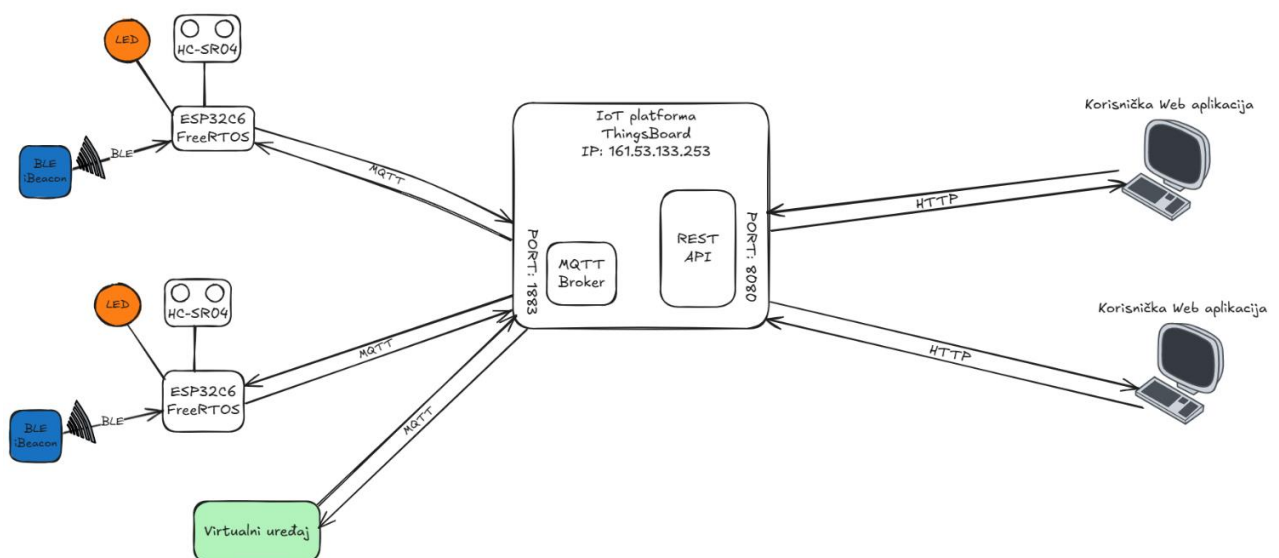 LED
HC-SR04
ESP32C6
FreeRTOS
BLE
iBeacon
BLE
MQTT
LED
HC-SR04
ESP32C6
FreeRTOS
BLE
iBeacon
BLE
MQTT
MQTT
Virtualni uređaj
IoT platforma
ThingsBoard
IP: 161.53.133.253
PORT: 1883
MQTT
Broker
REST
API
PORT: 8080
HTTP
HTTP
Korisnička Web aplikacija
Korisnička Web aplikacija